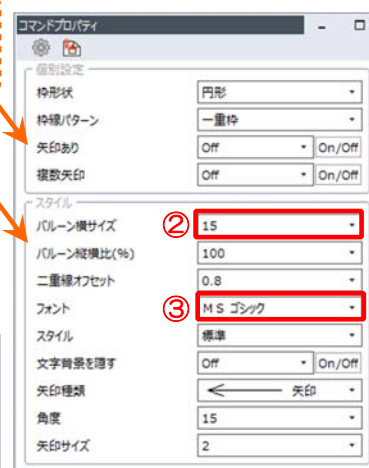 コマンドプロパティ
個別設定
枠形状 円形
枠線パターン 一重枠
矢印あり Off On/Off
複数矢印 Off On/Off
スタイル
バルーン横サイズ ② 15
バルーン縦横比(%) 100
二重線オフセット 0.8
フォント ③ MS ゴシック
スタイル 標準
文字背景を隠す Off On/Off
矢印種類 矢印
角度 15
矢印サイズ 2